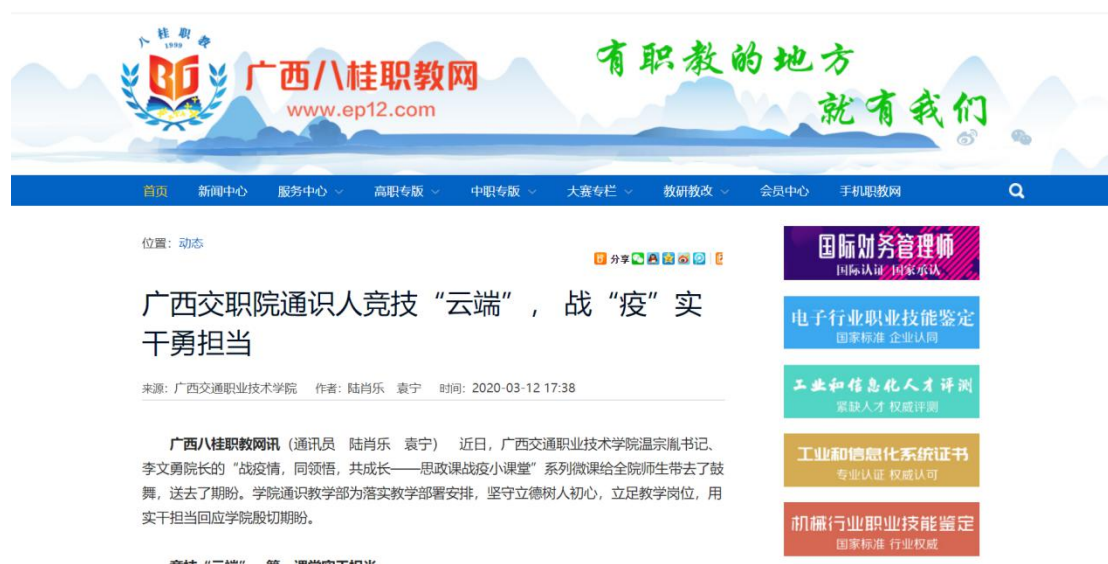 八桂职教
1999
BG
广西八桂职教网
www.ep12.com
有职教的地方
就有我们
首页 新闻中心 服务中心 高职专版 中职专版 大赛专栏 教研教改 会员中心 手机职教网
位置：动态
分享
广西交职院通识人竞技“云端”，战“疫”实
干勇担当
来源：广西交通职业技术学院 作者：陆肖乐 袁宁 时间：2020-03-12 17:38
广西八桂职教网讯（通讯员 陆肖乐 袁宁） 近日，广西交通职业技术学院温宗胤书记、
李文勇院长的“战疫情，同领悟，共成长——思政课战疫小课堂”系列微课给全院师生带去了鼓
舞，送去了期盼。学院通识教学部为落实教学部署安排，坚守立德树人初心，立足教学岗位，用
实干担当回应学院殷切期盼。
国际财务管理师
国际认证 国家承认
电子行业职业技能鉴定
国家标准 企业认同
工业和信息化人才评测
紧缺人才 权威评测
工业和信息化系统证书
专业认证 权威认可
机械行业职业技能鉴定
国家标准 行业权威